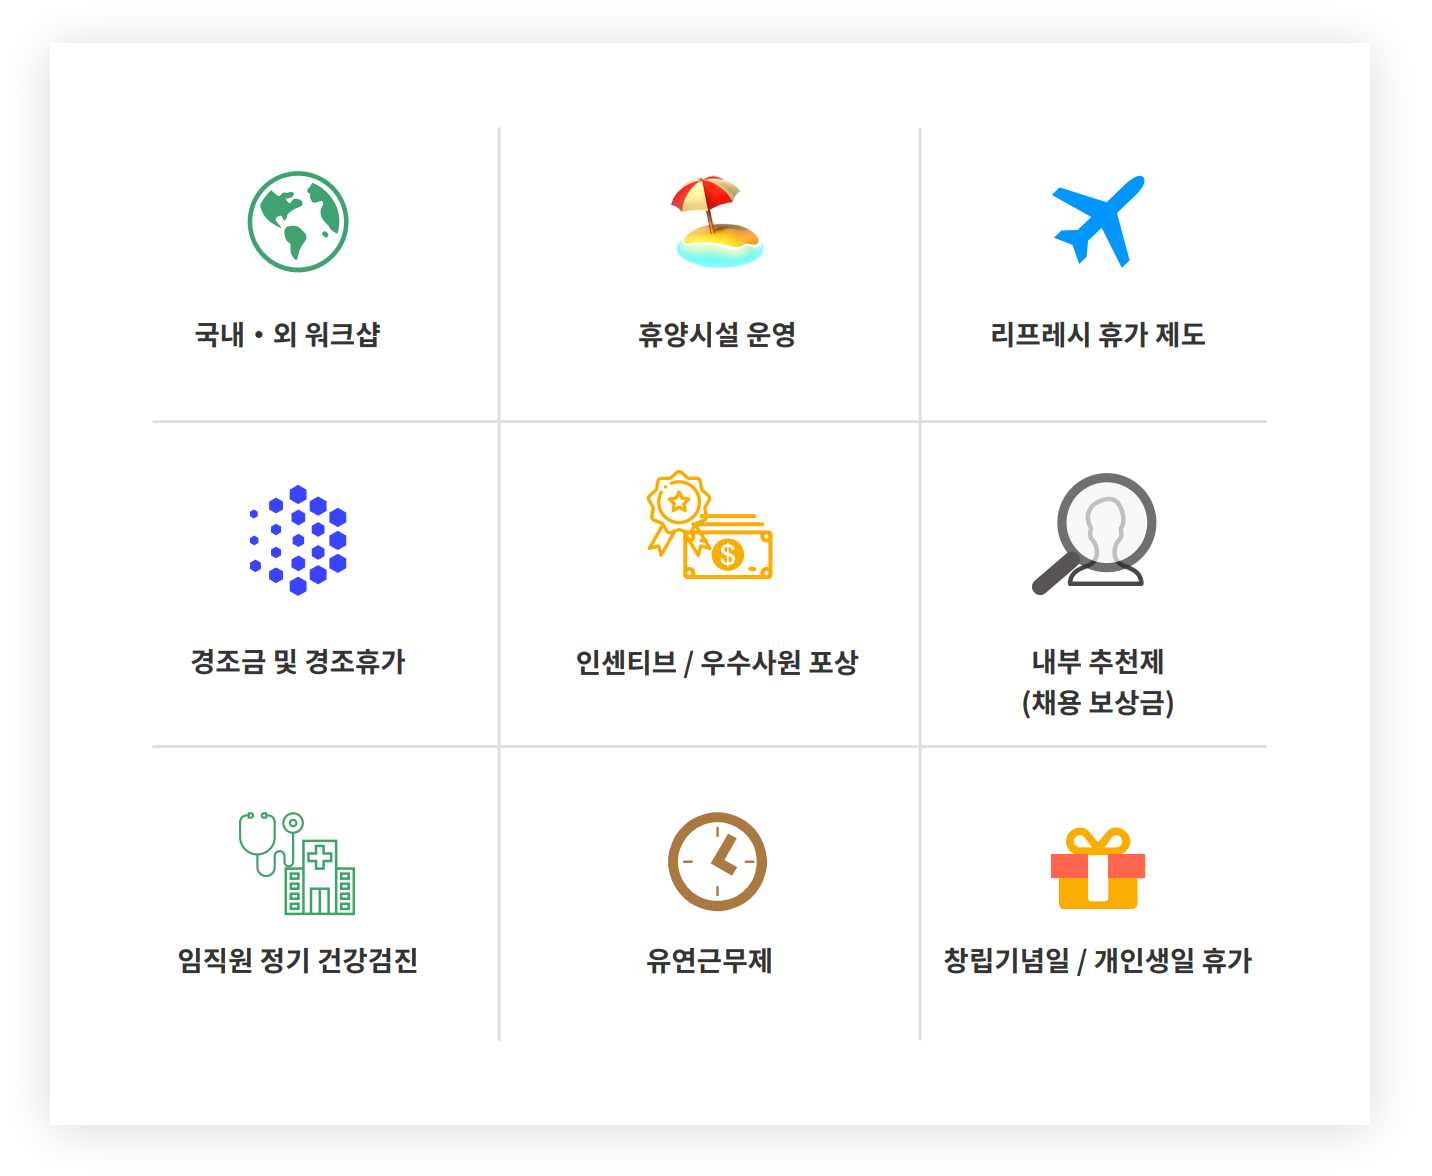 국내 • 외 워크샵
휴양시설 운영
리프레시 휴가 제도
경조금 및 경조휴가
인센티브 / 우수사원 포상
내부 추천제
(채용 보상금)
임직원 정기 건강검진
유연근무제
창립기념일 / 개인생일 휴가